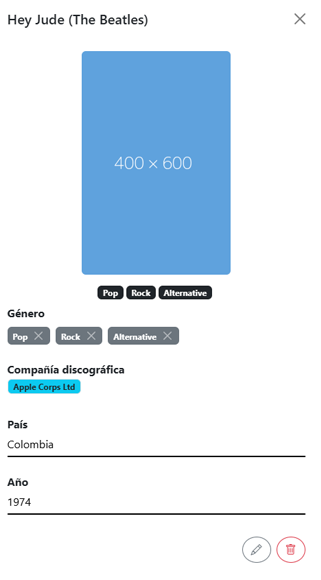 Hey Jude (The Beatles)
400 × 600
Pop Rock Alternative
Género
Pop Rock Alternative
Compañía discográfica
Apple Corps Ltd
País
Colombia
Año
1974